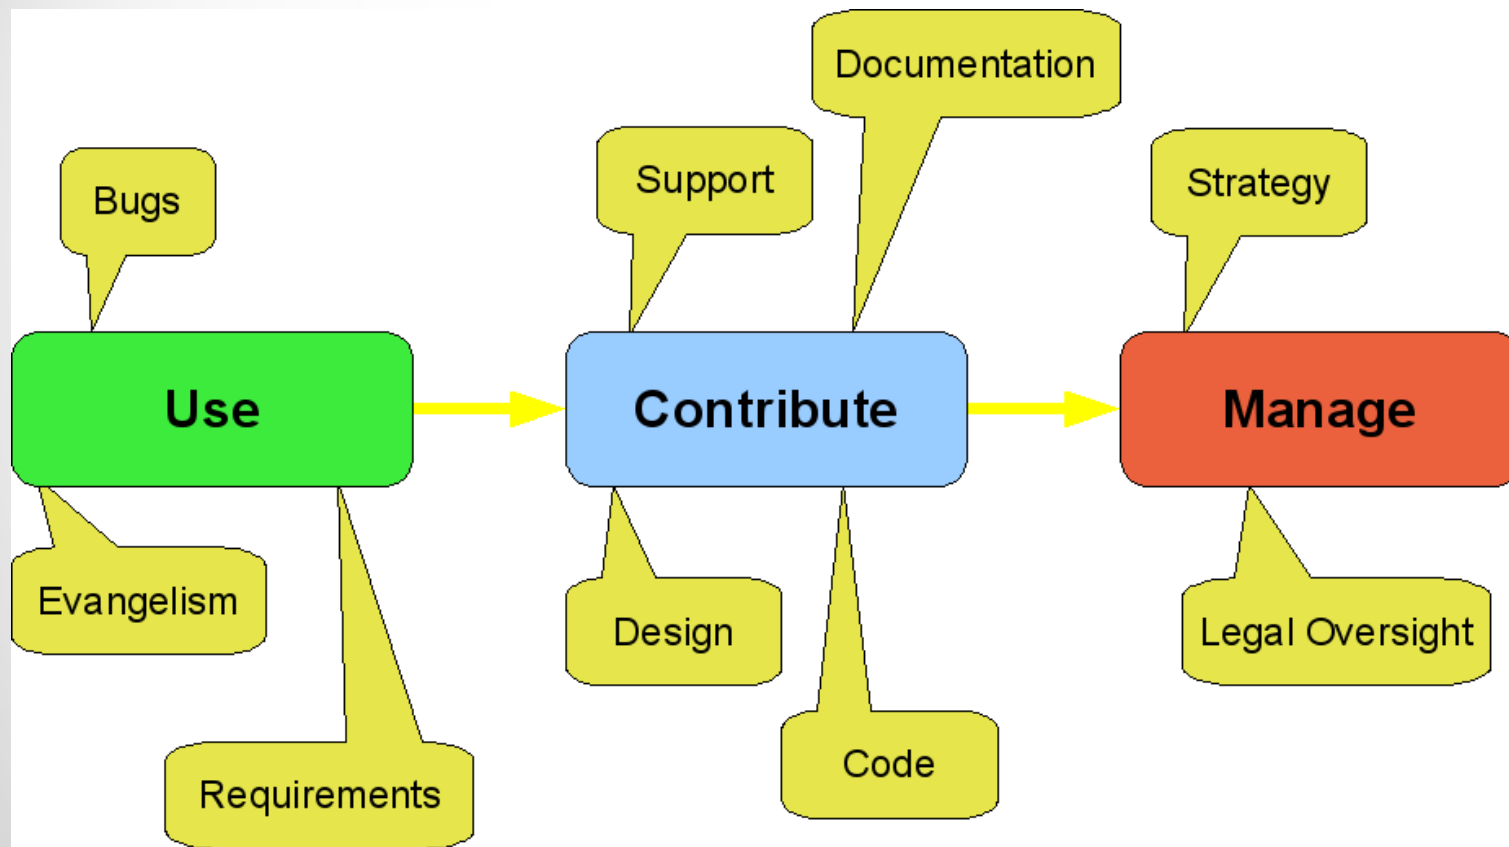 Documentation
Support
Strategy
Bugs
Use
Contribute
Manage
Evangelism
Design
Legal Oversight
Code
Requirements